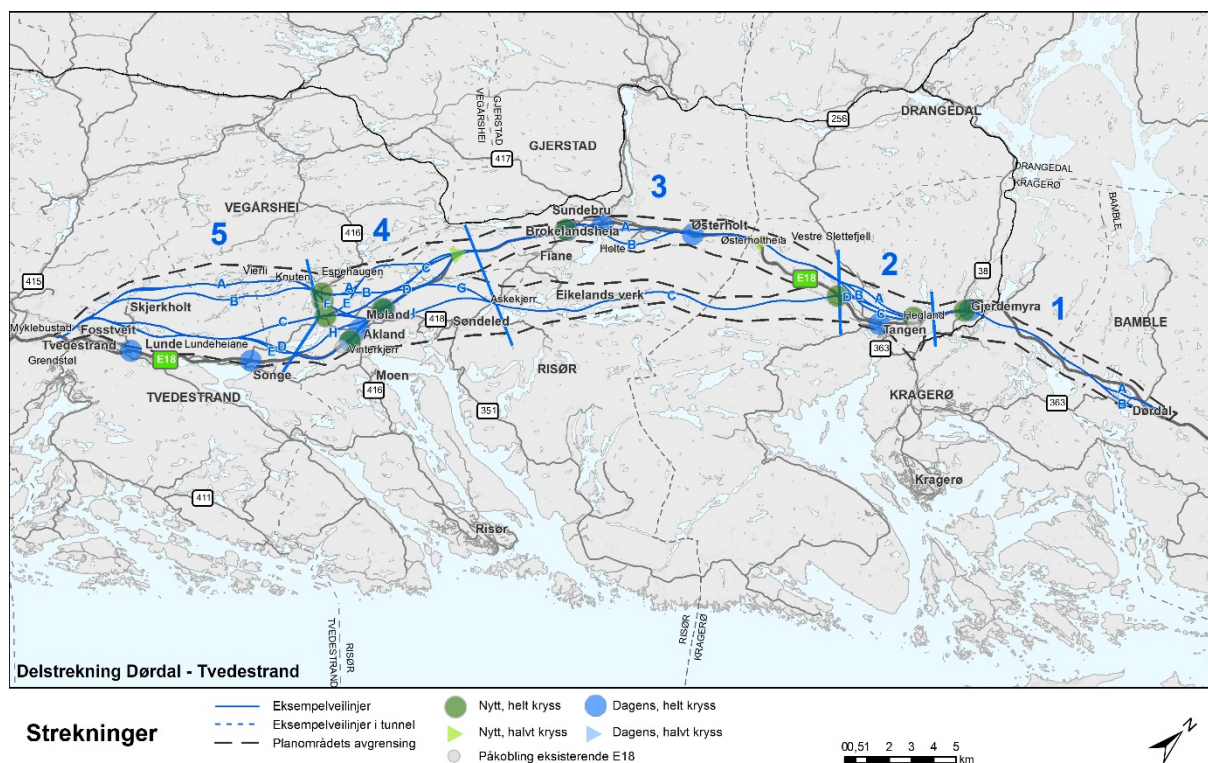 DRANGEDAL
256
GJERSTAD
VEGÅRSHEI
417
GJERSTAD
DRANGEDAL
KRAGERØ
BAMBLE
3
VEGÅRSHEI
416
4
5
Sundebru
Brokelandsheia
A
B
Holte
Østerholt
Fiane
Østerholtheia
Vestre Slettefjell
E18
2
38
415
Vierli
Knuten
Espehaugen
A
B
A
B
C
D
E
F
G
H
I
Askekjerr
Eikelands verk
C
D
B
A
C
Hegland
Gjerdemyra
1
BAMBLE
Skjerkholt
C
Møland
418
Søndeled
Tangen
363
Myklebustad
Fosstveit
Tvedestrand
Lunde
Lundeheiane
D
E
Akland
Vinterkjerr
Grendstøl
E18
Songe
Moen
416
RISØR
351
KRAGERØ
363
A
B
Dørdal
TVEDESTRAND
411
Kragerø
Risør
RISØR
KRAGERØ
TVEDESTRAND
RISØR
Delstrekning Dørdal - Tvedestrand
Strekninger
Eksempelveilinjer
Eksempelveilinjer i tunnel
Planområdets avgrensing
Nytt, helt kryss
Nytt, halvt kryss
Påkobling eksisterende E18
Dagens, helt kryss
Dagens, halvt kryss
0 0,5 1 2 3 4 5
km
N